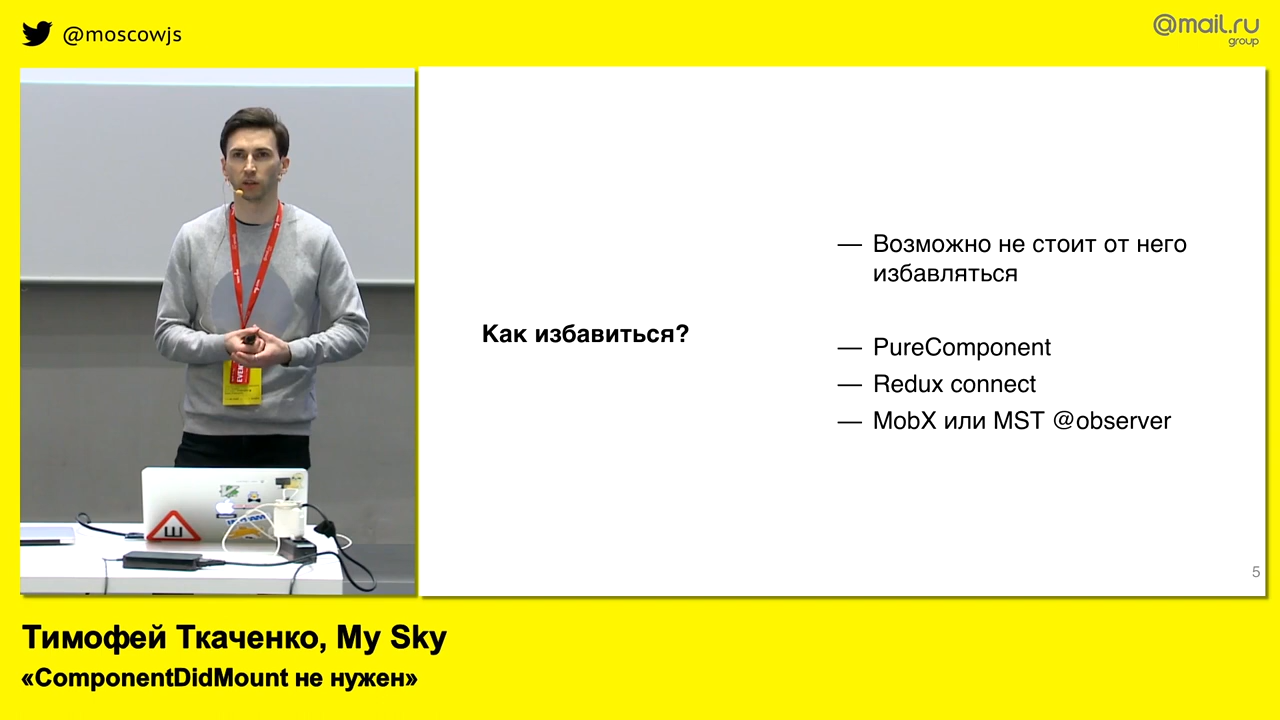 @moscowjs
@mail.ru
group
— Возможно не стоит от него
избавляться
Как избавиться?
— PureComponent
— Redux connect
— MobX или MST @observer
5
EVEN
Ш
Тимофей Ткаченко, My Sky
«ComponentDidMount не нужен»